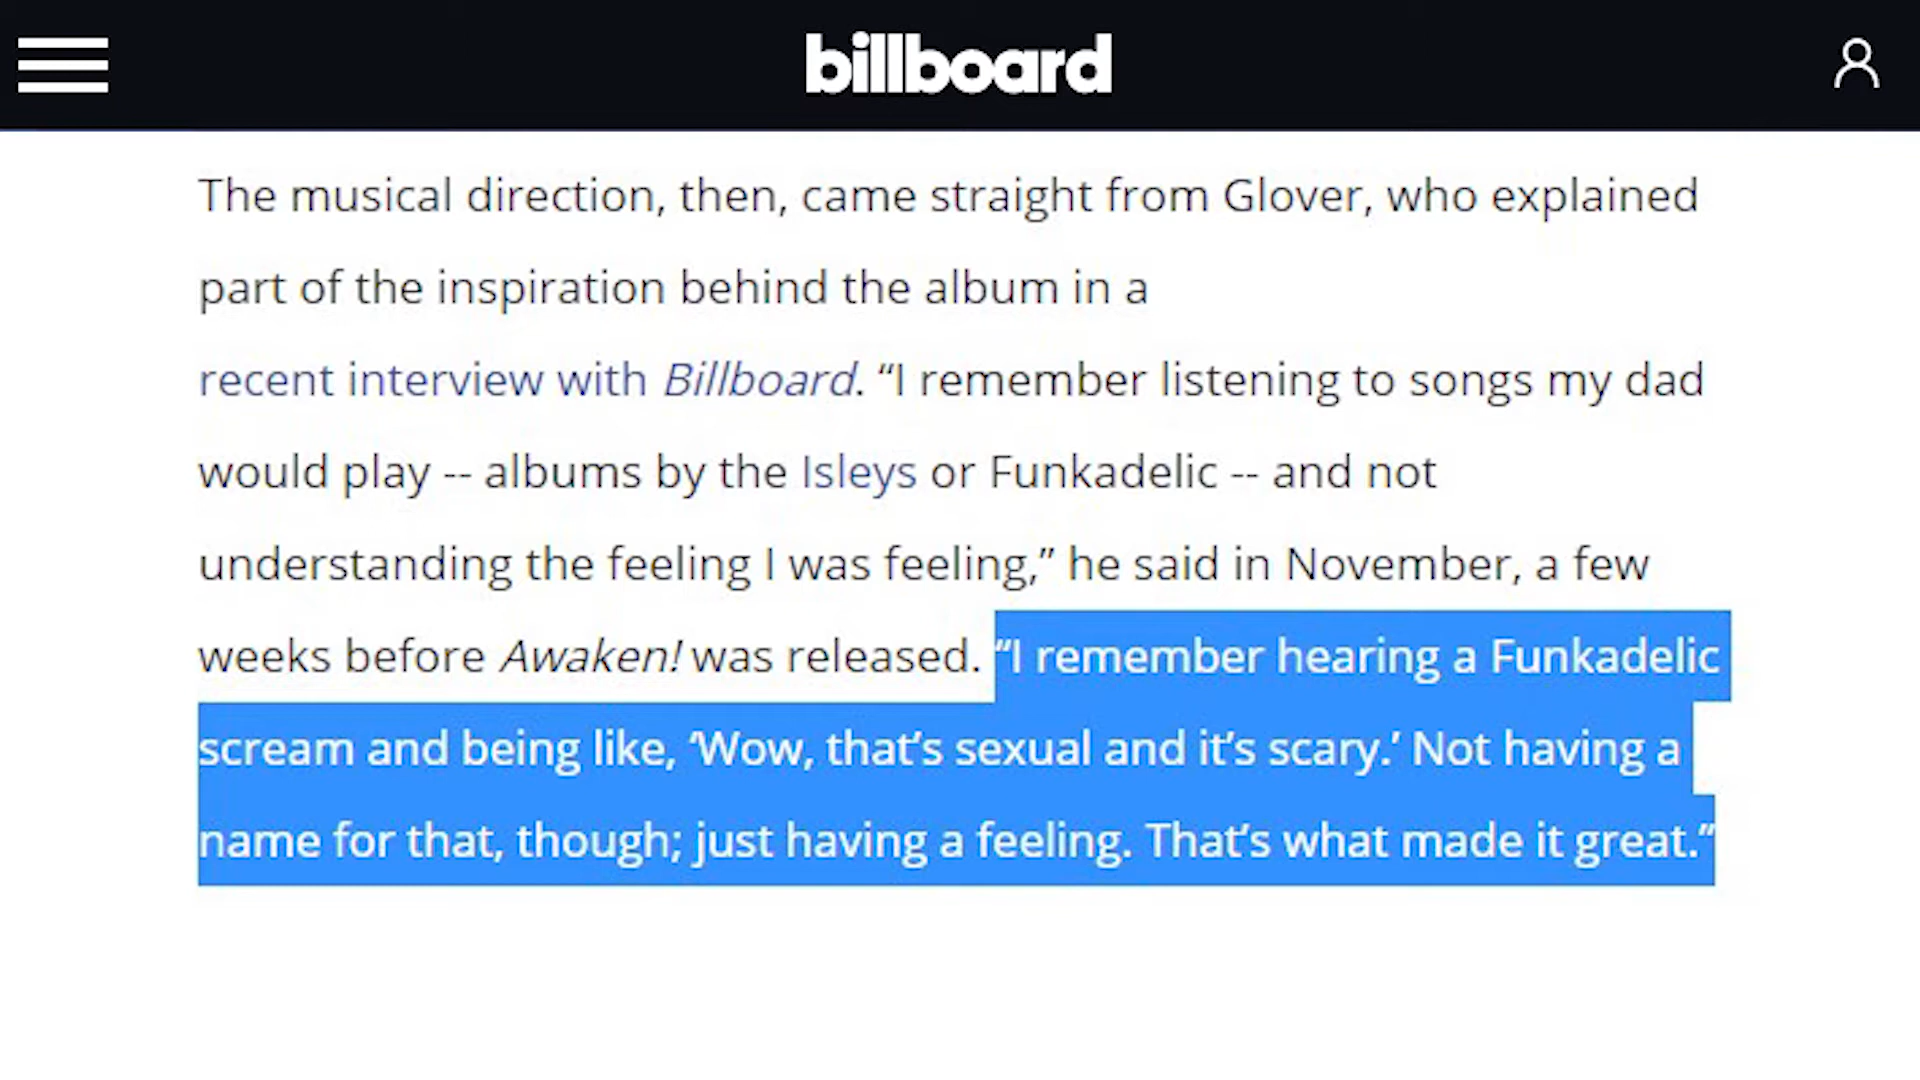 billboard
The musical direction, then, came straight from Glover, who explained
part of the inspiration behind the album in a
recent interview with Billboard. “I remember listening to songs my dad
would play -- albums by the Isleys or Funkadelic -- and not
understanding the feeling I was feeling,” he said in November, a few
weeks before Awaken! was released. “I remember hearing a Funkadelic
scream and being like, ‘Wow, that’s sexual and it’s scary.’ Not having a
name for that, though; just having a feeling. That’s what made it great.”